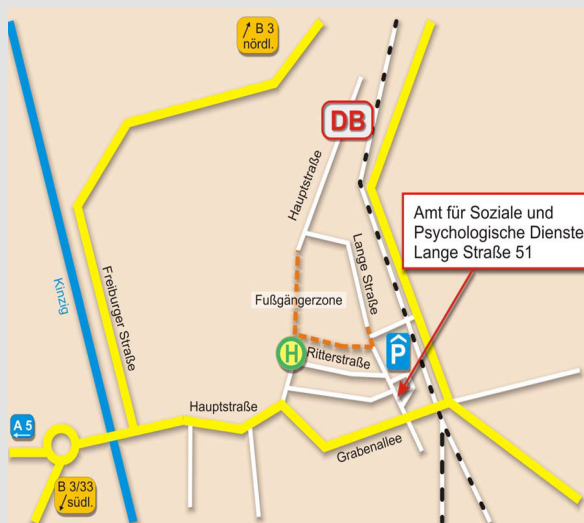 B 3
nördl.
DB
Hauptstraße
Amt für Soziale und
Psychologische Dienste
Lange Straße 51
Lange Straße
Kinzig
Freiburger Straße
Fußgängerzone
H
Ritterstraße
P
Hauptstraße
A 5
Grabenallee
B 3/33
südl.